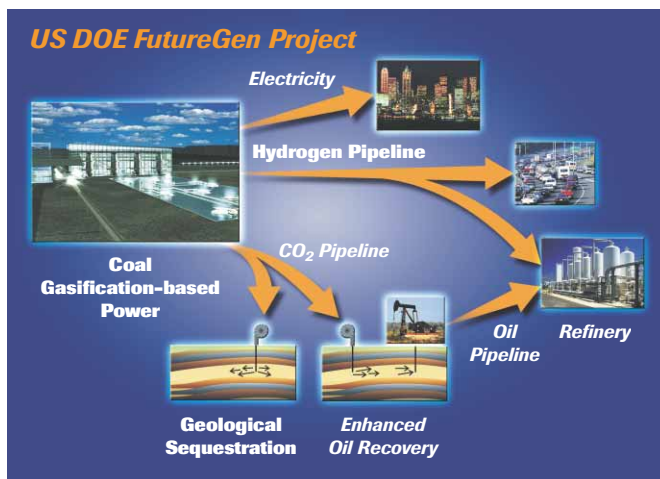 US DOE FutureGen Project
Electricity
Hydrogen Pipeline
CO₂ Pipeline
Coal
Gasification-based
Power
Oil
Pipeline
Refinery
Geological
Sequestration
Enhanced
Oil Recovery